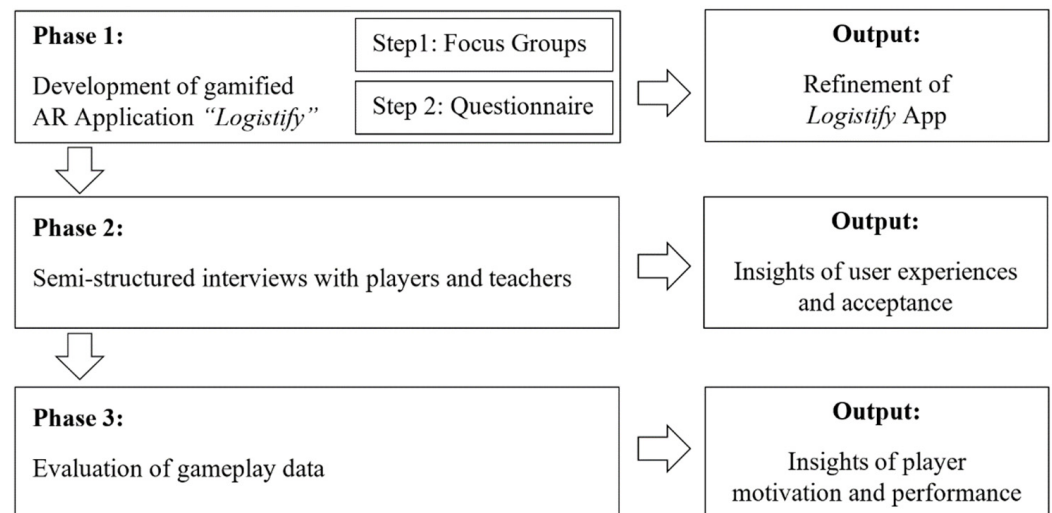 Phase 1:
Development of gamified
AR Application “Logistify”
Step1: Focus Groups
Step 2: Questionnaire
Output:
Refinement of
Logistify App
Phase 2:
Semi-structured interviews with players and teachers
Output:
Insights of user experiences
and acceptance
Phase 3:
Evaluation of gameplay data
Output:
Insights of player
motivation and performance